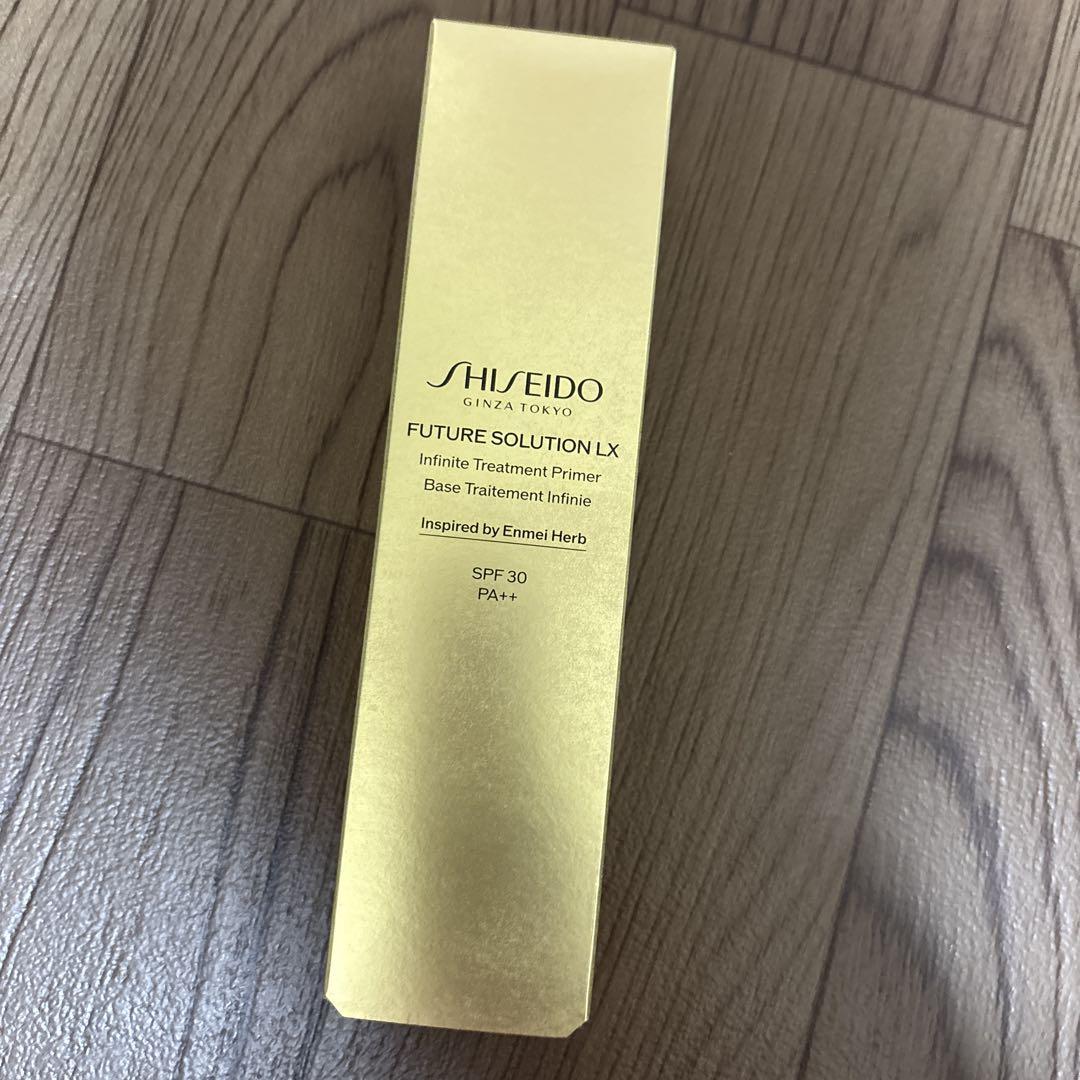 SHISEIDO
GINZA TOKYO
FUTURE SOLUTION LX
Infinite Treatment Primer
Base Traitement Infinie
Inspired by Enmei Herb
SPF 30
PA++